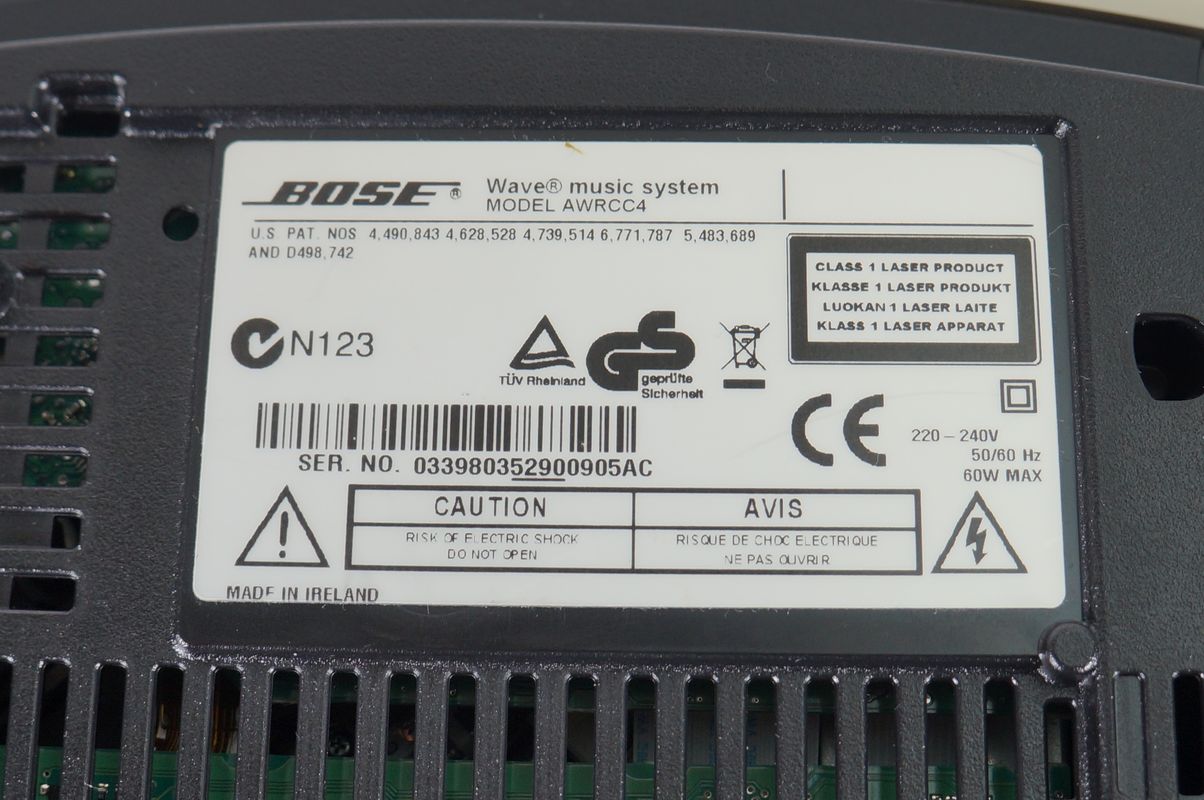 BOSE® Wave® music system
MODEL AWRCC4
U.S PAT. NOS 4,490,843 4,628,528 4,739,514 6,771,787 5,483,689
AND D498,742
CLASS 1 LASER PRODUCT
KLASSE 1 LASER PRODUKT
LUOKAN 1 LASER LAITE
KLASS 1 LASER APPARAT
N123
TÜV Rheinland
GS
geprüfte
Sicherheit
CE
220 – 240V
50/60 Hz
60W MAX
SER. NO. 033980352900905AC
CAUTION
RISK OF ELECTRIC SHOCK
DO NOT OPEN
AVIS
RISQUE DE CHOC ELECTRIQUE
NE PAS OUVRIR
MADE IN IRELAND